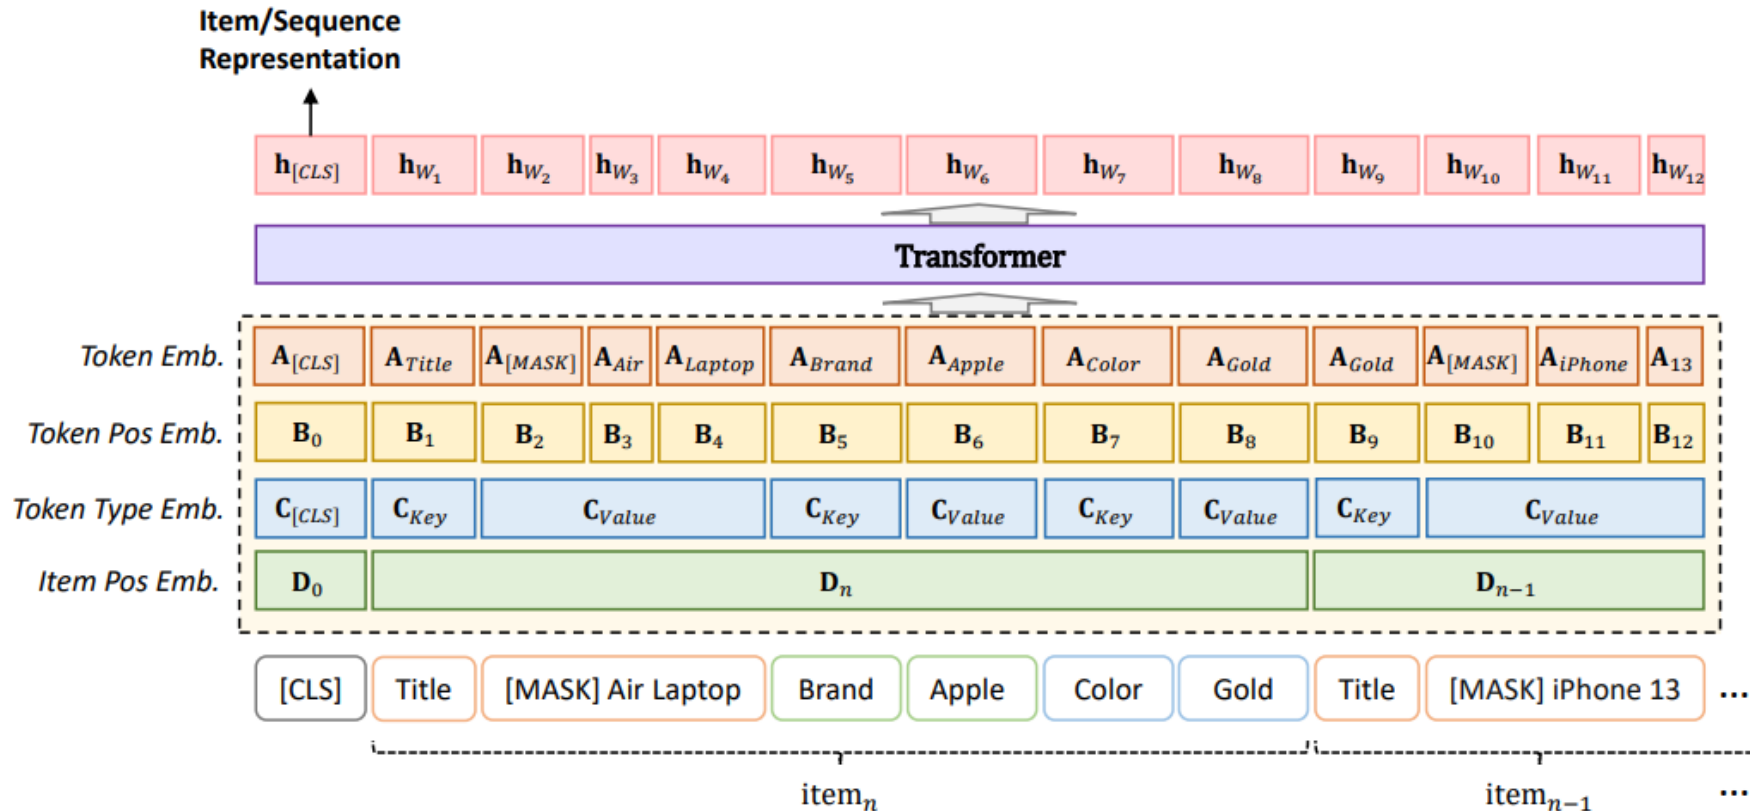 Item/Sequence
Representation
h[CLS] hW1 hW2 hW3 hW4 hW5 hW6 hW7 hW8 hW9 hW10 hW11 hW12
Transformer
Token Emb. A[CLS] ATitle A[MASK] AAir ALaptop ABrand AApple AColor AGold AGold A[MASK] AiPhone A13
Token Pos Emb. B0 B1 B2 B3 B4 B5 B6 B7 B8 B9 B10 B11 B12
Token Type Emb. C[CLS] CKey CValue CKey CValue CKey CValue CKey CValue
Item Pos Emb. D0 Dn Dn−1
[CLS] Title [MASK] Air Laptop Brand Apple Color Gold Title [MASK] iPhone 13 ...
itemn itemn−1 ...